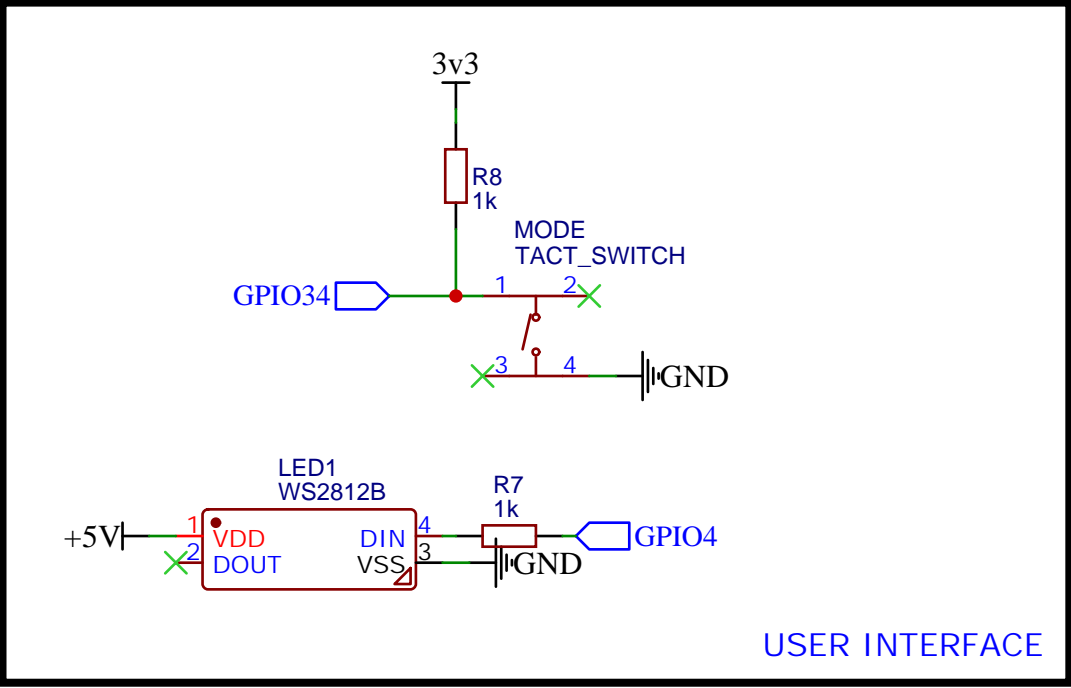 3v3
R8
1k
MODE
TACT_SWITCH
GPIO34
1
2
3
4
GND
LED1
WS2812B
R7
1k
+5V
1
VDD
DIN
4
GPIO4
2
DOUT
VSS
3
GND
USER INTERFACE